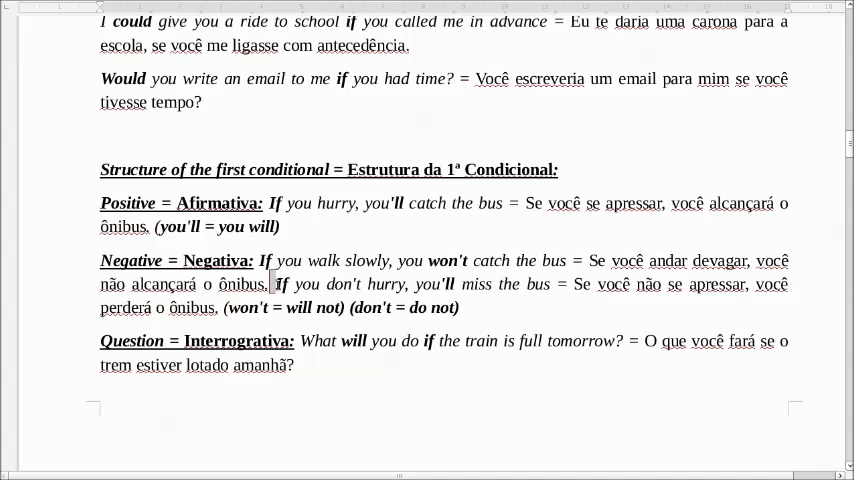 I could give you a ride to school if you called me in advance = Eu te daria uma carona para a
escola, se você me ligasse com antecedência.
Would you write an email to me if you had time? = Você escreveria um email para mim se você
tivesse tempo?
Structure of the first conditional = Estrutura da 1ª Condicional:
Positive = Afirmativa: If you hurry, you'll catch the bus = Se você se apressar, você alcançará o
ônibus. (you'll = you will)
Negative = Negativa: If you walk slowly, you won't catch the bus = Se você andar devagar, você
não alcançará o ônibus. If you don't hurry, you'll miss the bus = Se você não se apressar, você
perderá o ônibus. (won't = will not) (don't = do not)
Question = Interrogrativa: What will you do if the train is full tomorrow? = O que você fará se o
trem estiver lotado amanhã?